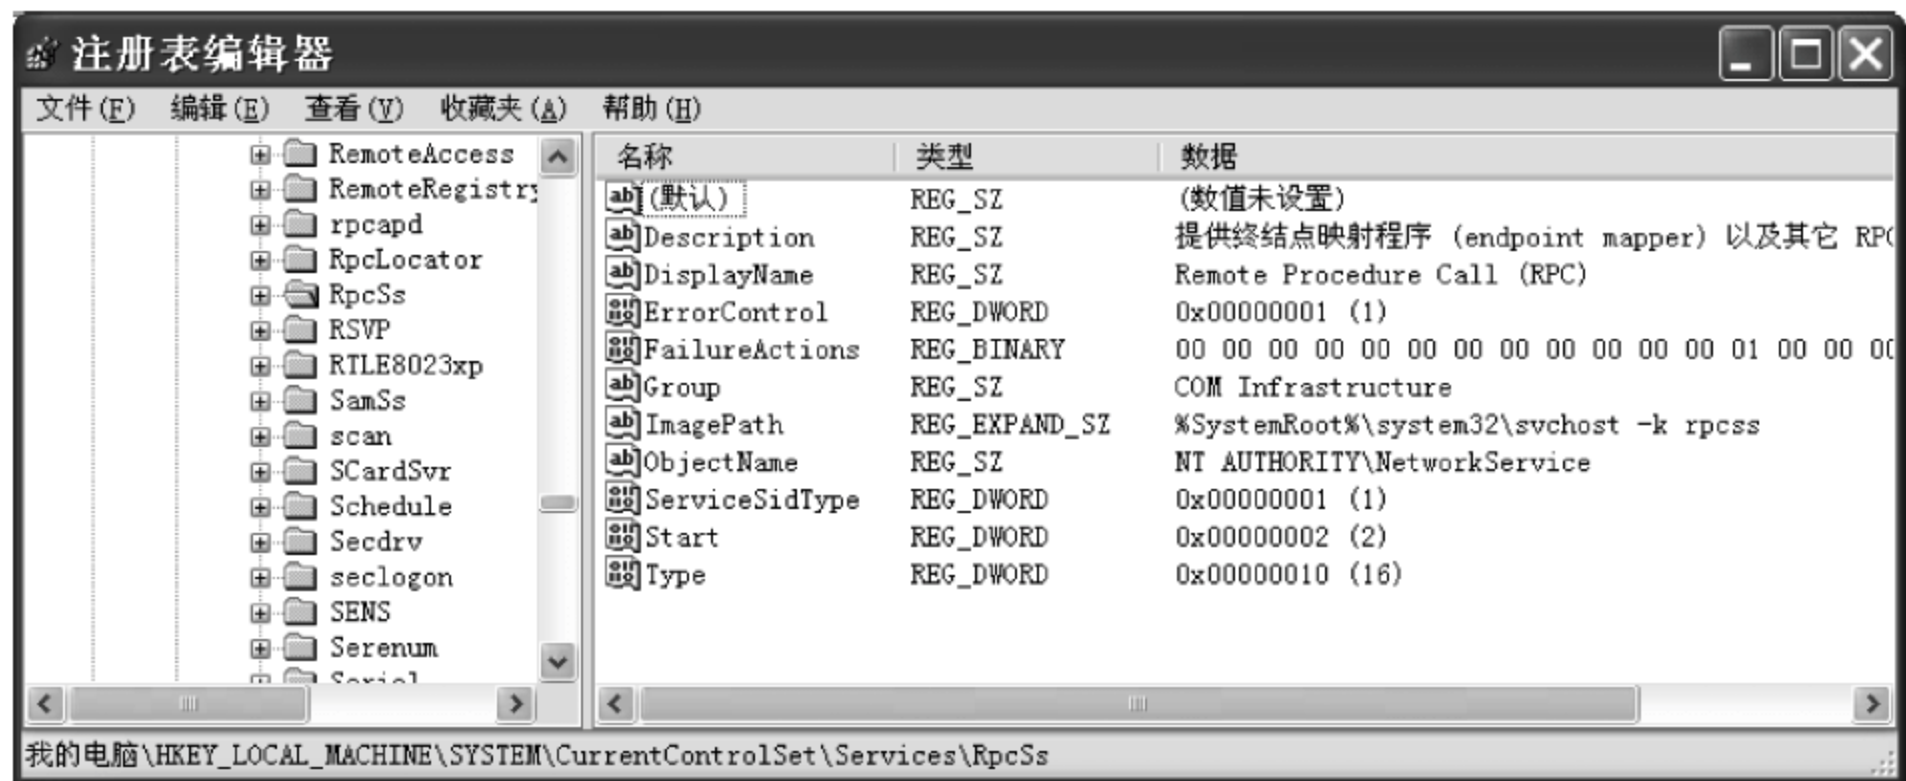 注册表编辑器
文件(F) 编辑(E) 查看(V) 收藏夹(A) 帮助(H)
RemoteAccess
RemoteRegistry
rpcapd
RpcLocator
RpcSs
RSVP
RTLE8023xp
SamSs
scan
SCardSvr
Schedule
Secdrv
seclogon
SENS
Serenum
名称 类型 数据
(默认) REG_SZ (数值未设置)
Description REG_SZ 提供终结点映射程序 (endpoint mapper) 以及其它 RPC
DisplayName REG_SZ Remote Procedure Call (RPC)
ErrorControl REG_DWORD 0x00000001 (1)
FailureActions REG_BINARY 00 00 00 00 00 00 00 00 00 00 00 00 01 00 00 00
Group REG_SZ COM Infrastructure
ImagePath REG_EXPAND_SZ %SystemRoot%\system32\svchost -k rpcss
ObjectName REG_SZ NT AUTHORITY\NetworkService
ServiceSidType REG_DWORD 0x00000001 (1)
Start REG_DWORD 0x00000002 (2)
Type REG_DWORD 0x00000010 (16)
我的电脑\HKEY_LOCAL_MACHINE\SYSTEM\CurrentControlSet\Services\RpcSs